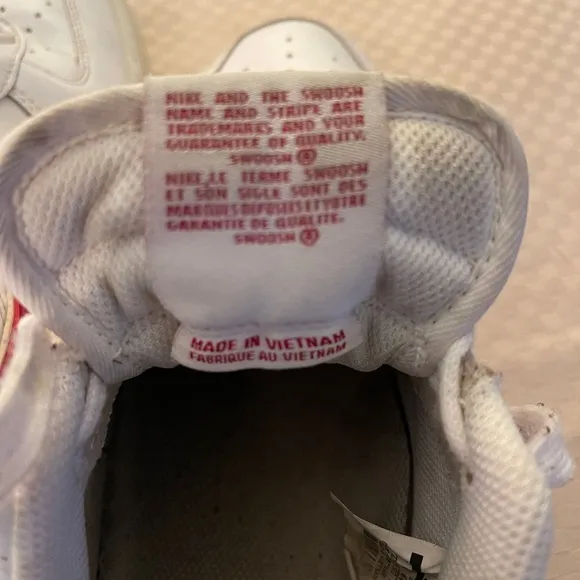 NIKE AND THE SWOOSH
NAME AND STRIPE ARE
TRADEMARKS AND YOUR
GUARANTEE OF QUALITY.
SWOOSH ®
NIKE, LE TERME SWOOSH
ET SON SIGLE SONT DES
MARQUES DEPOSEES ET VOTRE
GARANTIE DE QUALITE.
SWOOSH ®
MADE IN VIETNAM
FABRIQUE AU VIETNAM